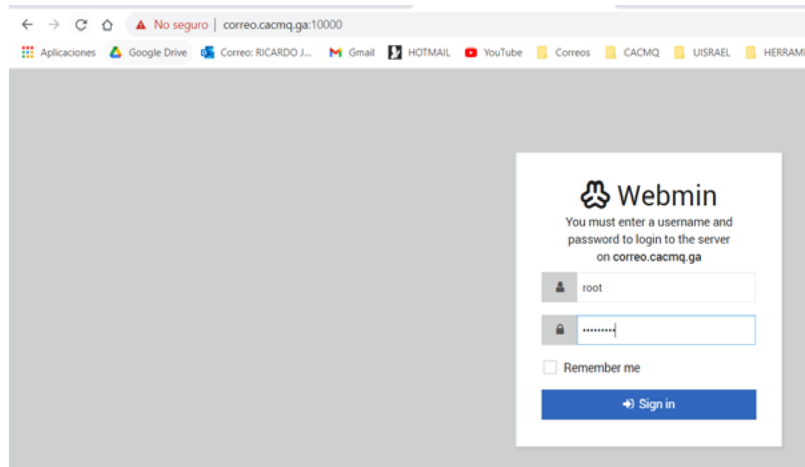 No seguro | correo.cacmq.ga:10000
Aplicaciones Google Drive Correo: RICARDO J... Gmail HOTMAIL YouTube Correos CACMQ UISRAEL HERRAMI
Webmin
You must enter a username and
password to login to the server
on correo.cacmq.ga
root
Remember me
Sign in